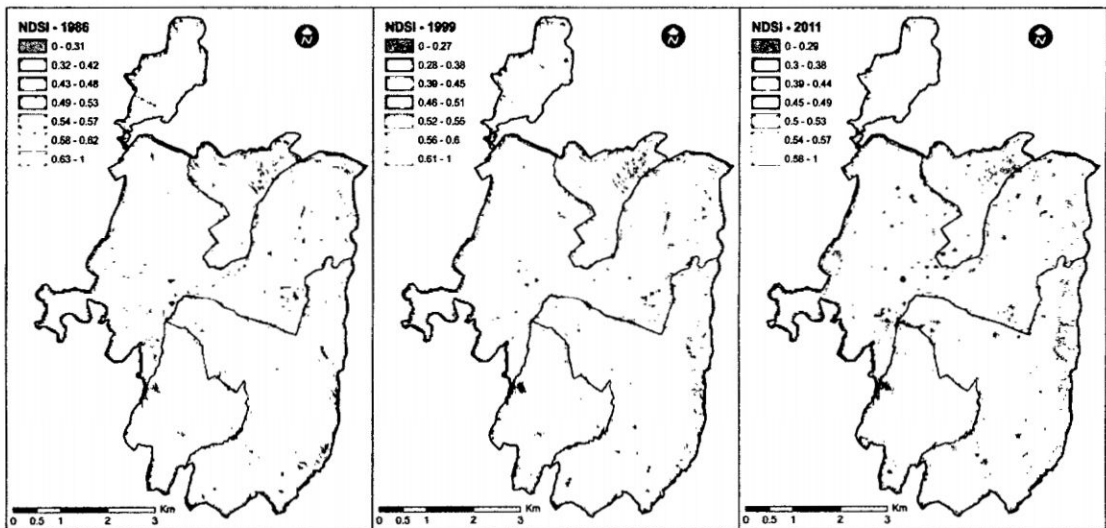 NDSI - 1986
0 - 0.31
0.32 - 0.42
0.43 - 0.48
0.49 - 0.53
0.54 - 0.57
0.58 - 0.62
0.63 - 1
N
0 0.5 1 2 3 Km
NDSI - 1999
0 - 0.27
0.28 - 0.38
0.39 - 0.45
0.46 - 0.51
0.52 - 0.55
0.56 - 0.6
0.61 - 1
N
0 0.5 1 2 3 Km
NDSI - 2011
0 - 0.29
0.3 - 0.38
0.39 - 0.44
0.45 - 0.49
0.5 - 0.53
0.54 - 0.57
0.58 - 1
N
0 0.5 1 2 3 Km